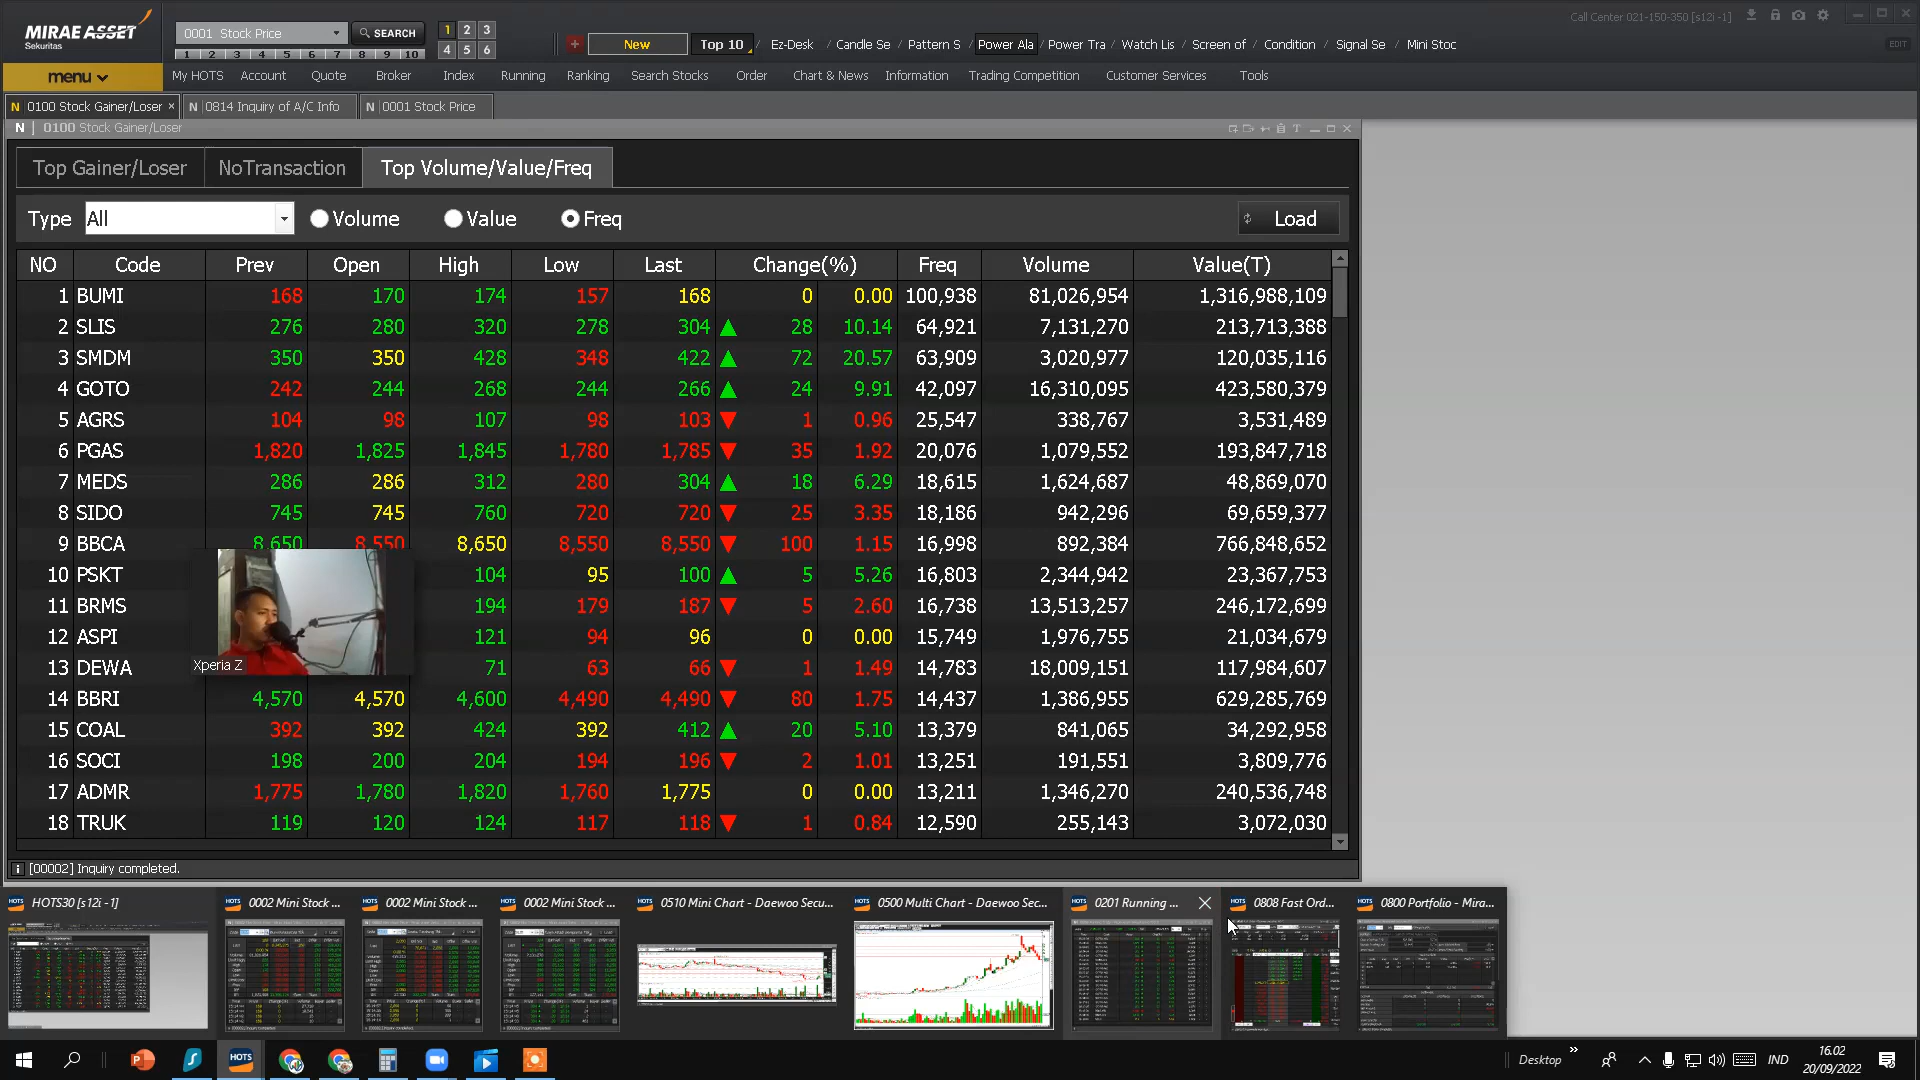 MIRAE ASSET
Sekuritas
0001 Stock Price
SEARCH
1 2 3 4 5 6 7 8 9 10
1 2 3
4 5 6
New
Top 10 / Ez-Desk / Candle Se / Pattern S / Power Ala / Power Tra / Watch Lis / Screen of / Condition / Signal Se / Mini Stoc
Call Center 021-150-350 [s12i -1]
EDIT
menu
My HOTS Account Quote Broker Index Running Ranking Search Stocks Order Chart & News Information Trading Competition Customer Services Tools
N 0100 Stock Gainer/Loser × N 0814 Inquiry of A/C Info N 0001 Stock Price
N 0100 Stock Gainer/Loser
Top Gainer/Loser NoTransaction Top Volume/Value/Freq
Type All Volume Value Freq Load
NO Code Prev Open High Low Last Change(%) Freq Volume Value(T)
1 BUMI 168 170 174 157 168 0 0.00 100,938 81,026,954 1,316,988,109
2 SLIS 276 280 320 278 304 ▲ 28 10.14 64,921 7,131,270 213,713,388
3 SMDM 350 350 428 348 422 ▲ 72 20.57 63,909 3,020,977 120,035,116
4 GOTO 242 244 268 244 266 ▲ 24 9.91 42,097 16,310,095 423,580,379
5 AGRS 104 98 107 98 103 ▼ 1 0.96 25,547 338,767 3,531,489
6 PGAS 1,820 1,825 1,845 1,780 1,785 ▼ 35 1.92 20,076 1,079,552 193,847,718
7 MEDS 286 286 312 280 304 ▲ 18 6.29 18,615 1,624,687 48,869,070
8 SIDO 745 745 760 720 720 ▼ 25 3.35 18,186 942,296 69,659,377
9 BBCA 8,650 8,550 8,650 8,550 8,550 ▼ 100 1.15 16,998 892,384 766,848,652
10 PSKT 104 95 100 ▲ 5 5.26 16,803 2,344,942 23,367,753
11 BRMS 194 179 187 ▼ 5 2.60 16,738 13,513,257 246,172,699
12 ASPI 121 94 96 0 0.00 15,749 1,976,755 21,034,679
13 DEWA 71 63 66 ▼ 1 1.49 14,783 18,009,151 117,984,607
Xperia Z
14 BBRI 4,570 4,570 4,600 4,490 4,490 ▼ 80 1.75 14,437 1,386,955 629,285,769
15 COAL 392 392 424 392 412 ▲ 20 5.10 13,379 841,065 34,292,958
16 SOCI 198 200 204 194 196 ▼ 2 1.01 13,251 191,551 3,809,776
17 ADMR 1,775 1,780 1,820 1,760 1,775 0 0.00 13,211 1,346,270 240,536,748
18 TRUK 119 120 124 117 118 ▼ 1 0.84 12,590 255,143 3,072,030
[00002] Inquiry completed.
HOTS30 [s12i - 1] 0002 Mini Stock ... 0002 Mini Stock ... 0002 Mini Stock ... 0510 Mini Chart - Daewoo Secu... 0500 Multi Chart - Daewoo Sec... 0201 Running ... 0808 Fast Ord... 0800 Portfolio - Mira...
HOTS
Desktop » IND
16.02
20/09/2022